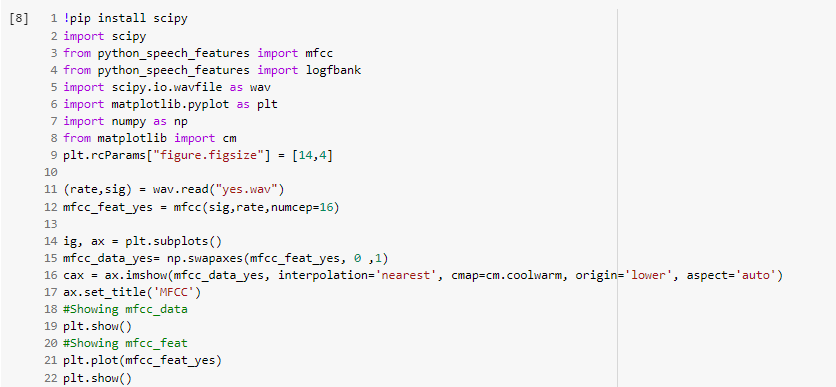 [8] 1 !pip install scipy
2 import scipy
3 from python_speech_features import mfcc
4 from python_speech_features import logfbank
5 import scipy.io.wavfile as wav
6 import matplotlib.pyplot as plt
7 import numpy as np
8 from matplotlib import cm
9 plt.rcParams["figure.figsize"] = [14,4]
10
11 (rate,sig) = wav.read("yes.wav")
12 mfcc_feat_yes = mfcc(sig,rate,numcep=16)
13
14 ig, ax = plt.subplots()
15 mfcc_data_yes= np.swapaxes(mfcc_feat_yes, 0 ,1)
16 cax = ax.imshow(mfcc_data_yes, interpolation='nearest', cmap=cm.coolwarm, origin='lower', aspect='auto')
17 ax.set_title('MFCC')
18 #Showing mfcc_data
19 plt.show()
20 #Showing mfcc_feat
21 plt.plot(mfcc_feat_yes)
22 plt.show()